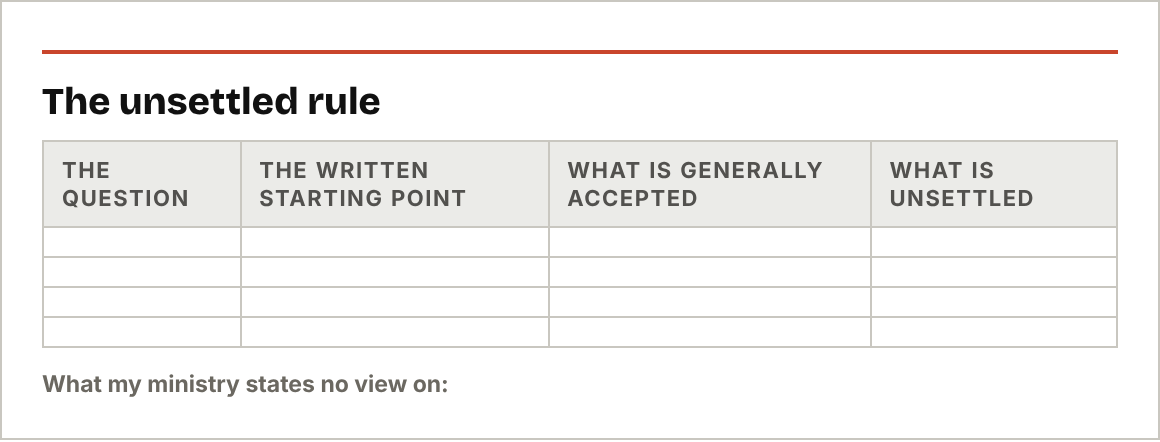 The unsettled rule
THE
QUESTION
THE WRITTEN
STARTING POINT
WHAT IS GENERALLY
ACCEPTED
WHAT IS
UNSETTLED
What my ministry states no view on: